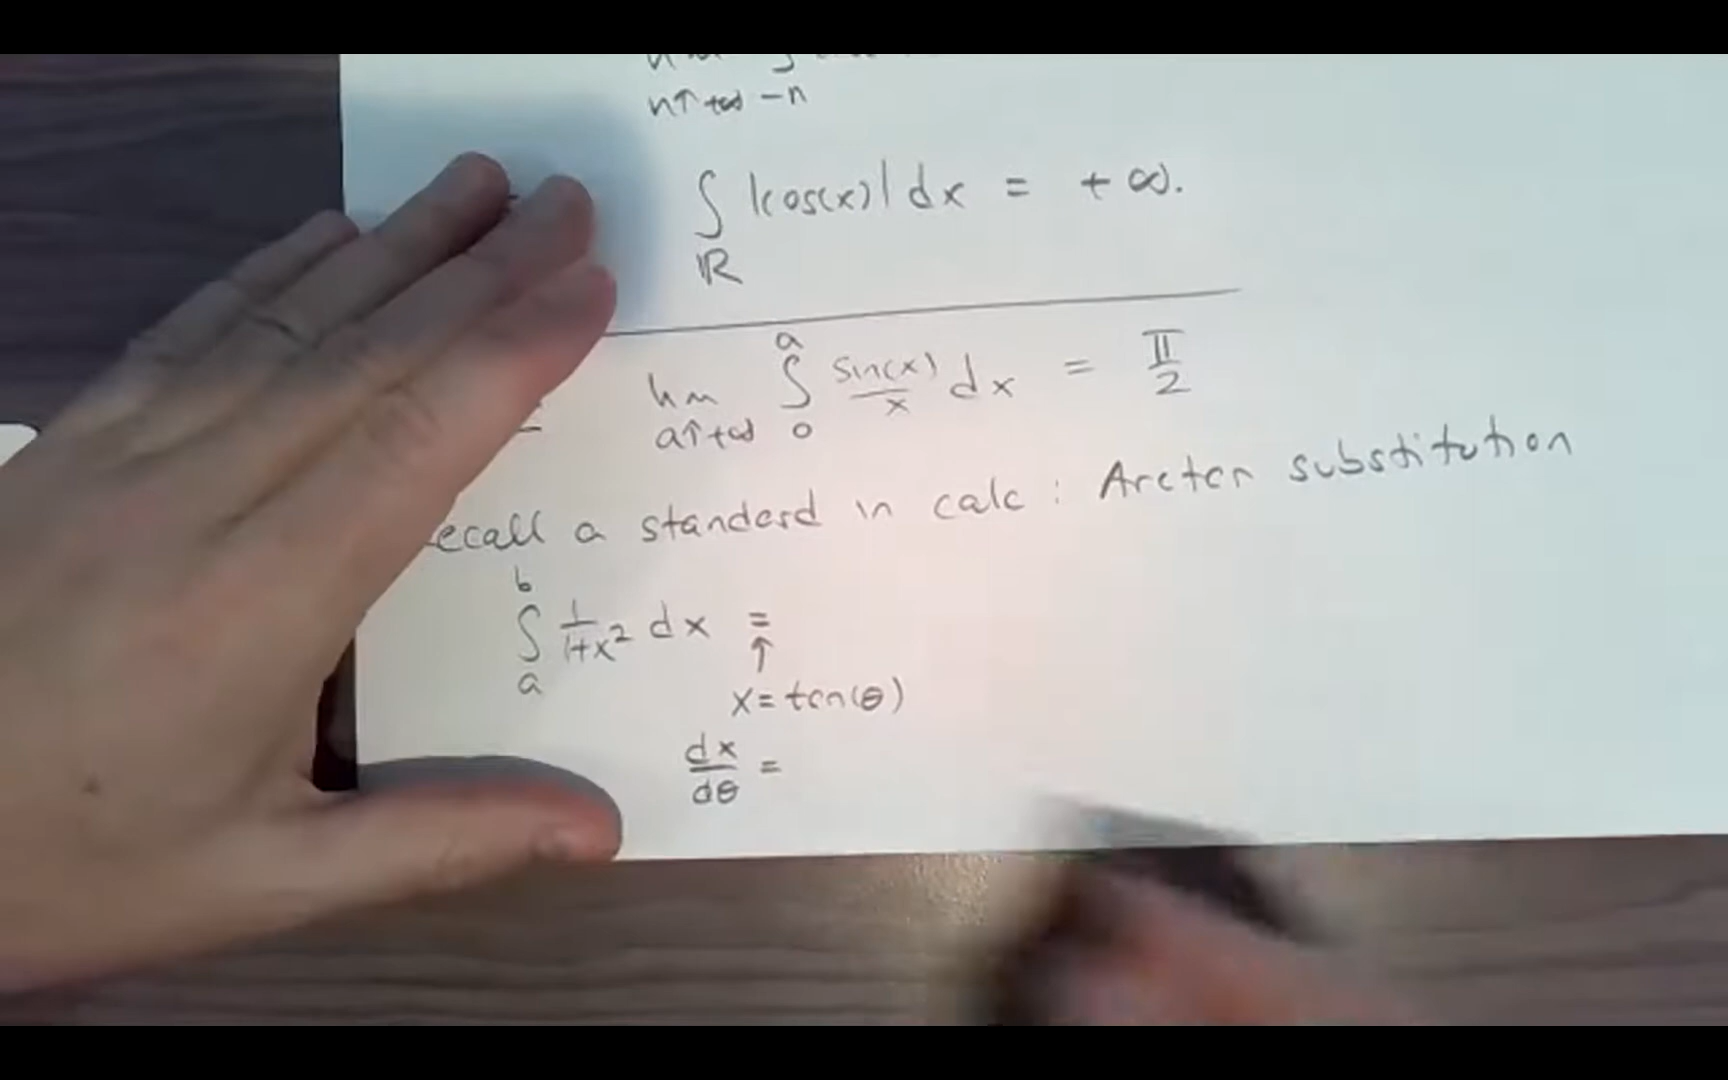 n↑+∞ -n
∫ |cos(x)| dx = +∞.
ℝ
a
lim ∫ sin(x)/x dx = π/2
a↑+∞ 0
ecall a standard in calc : Arctan substitution
b
∫ 1/1+x² dx =
a ↑
x = tan(θ)
dx/dθ =